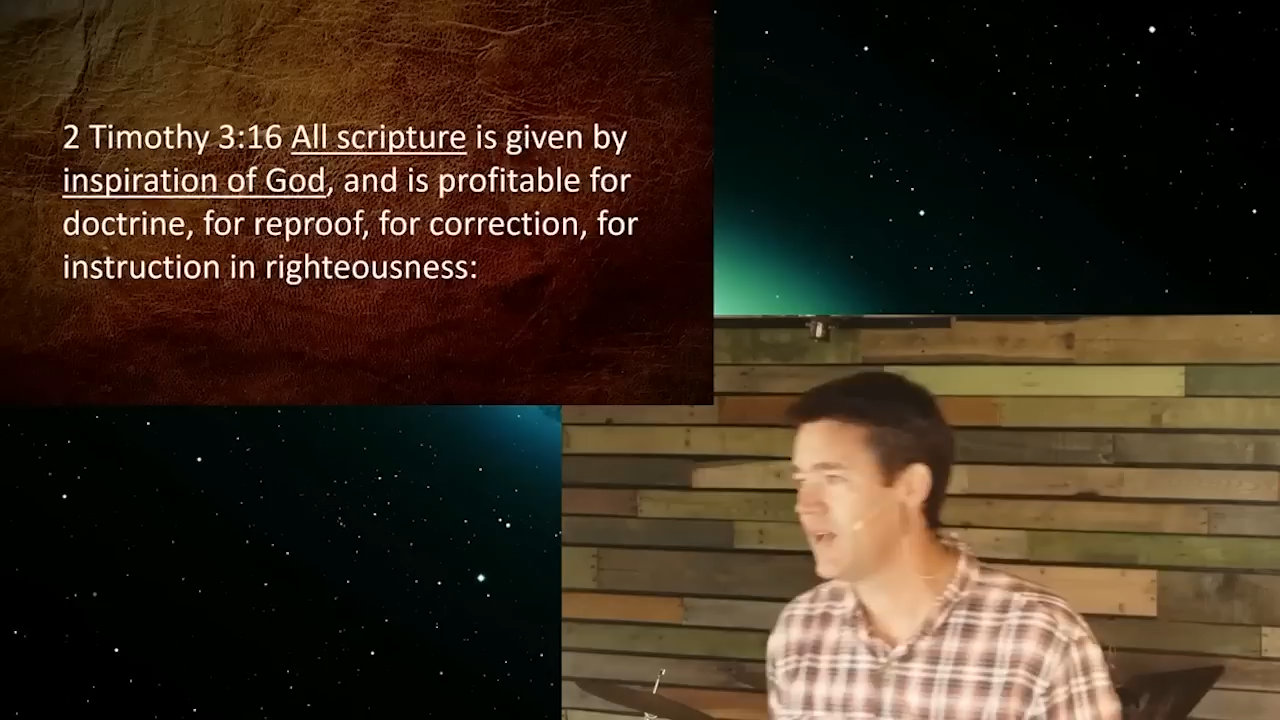 2 Timothy 3:16 All scripture is given by
inspiration of God, and is profitable for
doctrine, for reproof, for correction, for
instruction in righteousness: